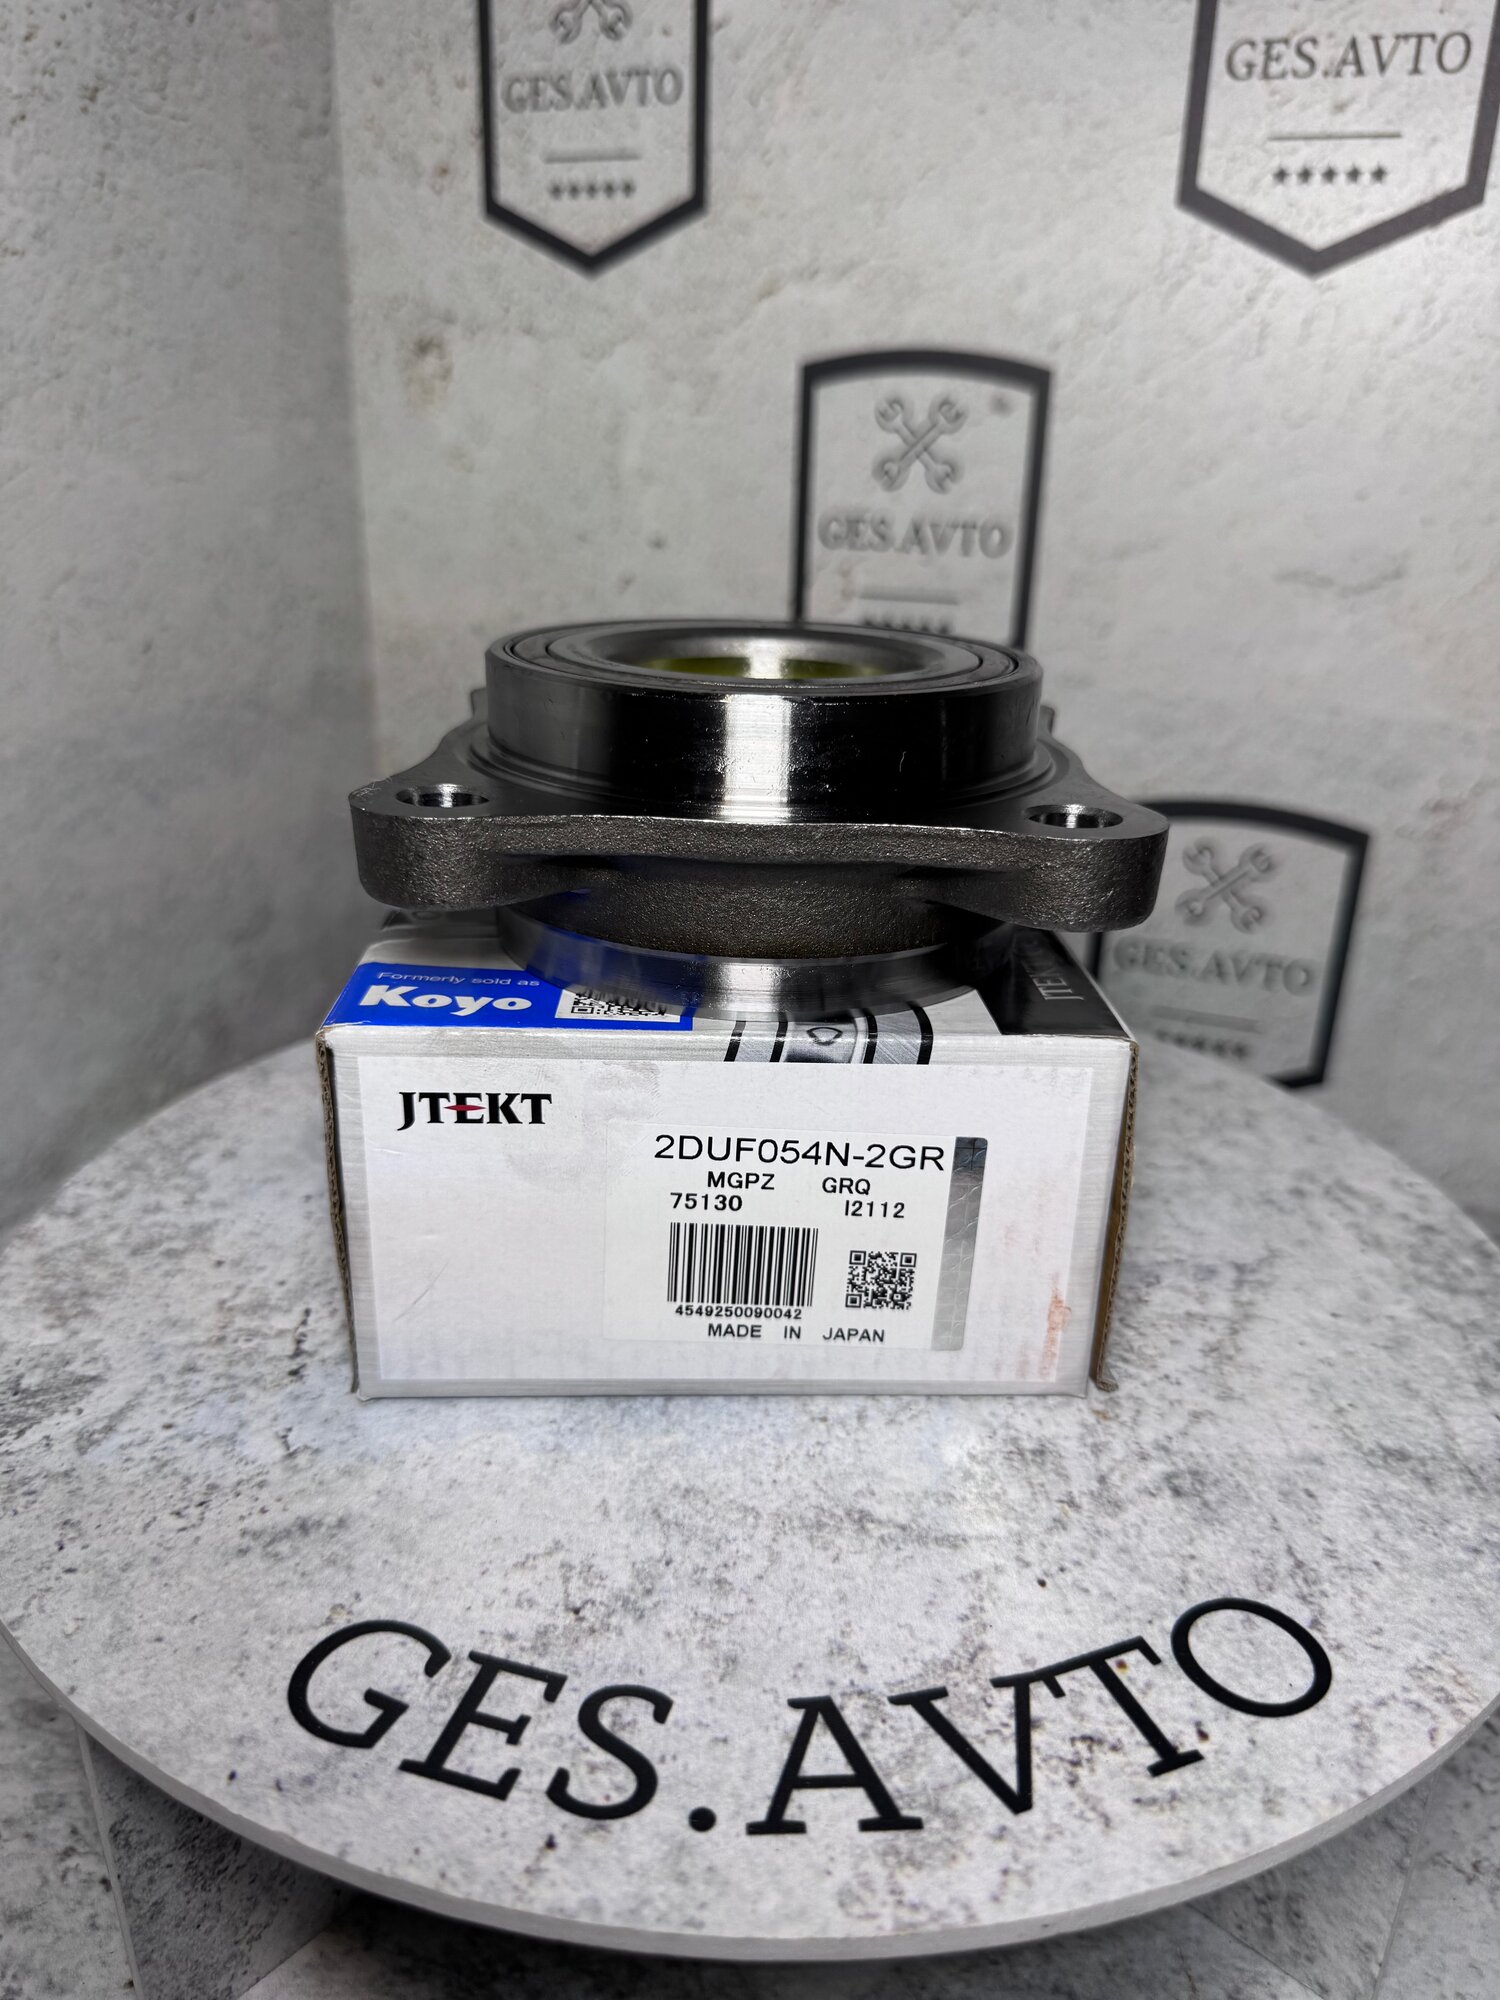 GES.AVTO
GES.AVTO
GES.AVTO
GES.AVTO
Formerly sold as
Koyo
JTEKT
2DUF054N-2GR
MGPZ GRQ
75130 I2112
4549250090042
MADE IN JAPAN
GES.AVTO